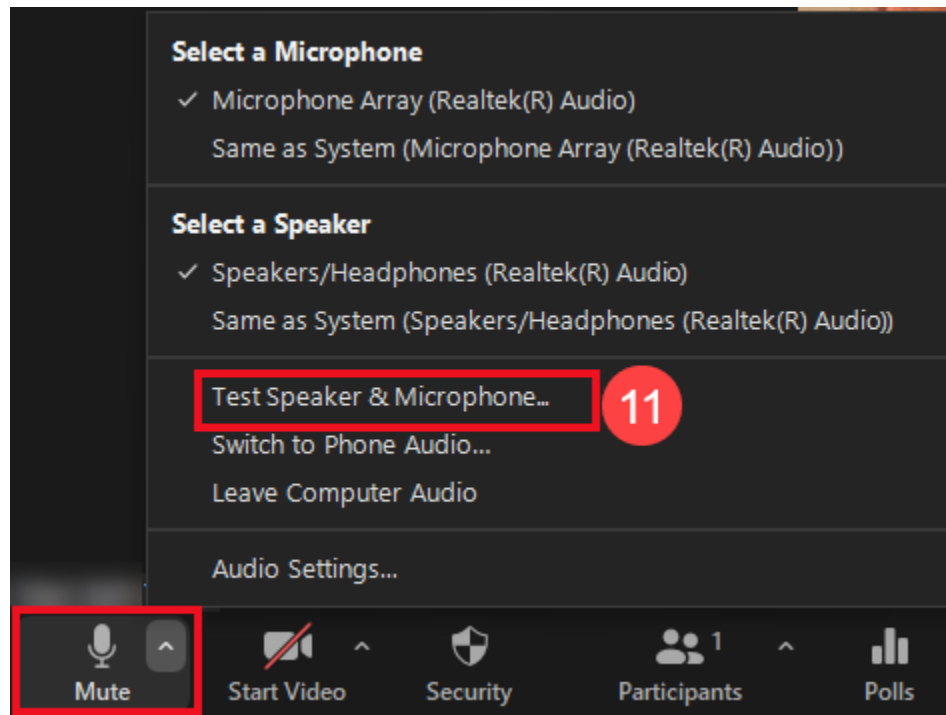 Select a Microphone
Microphone Array (Realtek(R) Audio)
Same as System (Microphone Array (Realtek(R) Audio))
Select a Speaker
Speakers/Headphones (Realtek(R) Audio)
Same as System (Speakers/Headphones (Realtek(R) Audio))
Test Speaker & Microphone...
11
Switch to Phone Audio...
Leave Computer Audio
Audio Settings...
1
Mute Start Video Security Participants Polls